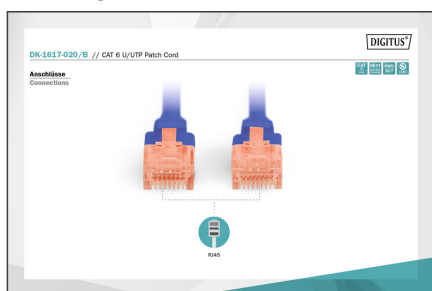 DIGITUS®
DK-1617-020/B // CAT 6 U/UTP Patch Cord
Anschlüsse
Connections
RJ45